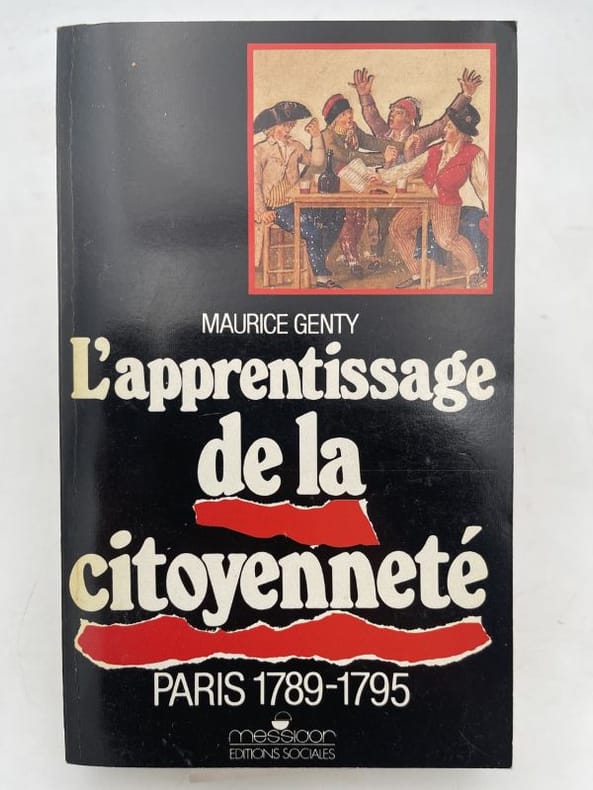 MAURICE GENTY
L'apprentissage
de la
citoyenneté
PARIS 1789-1795
messidor
EDITIONS SOCIALES